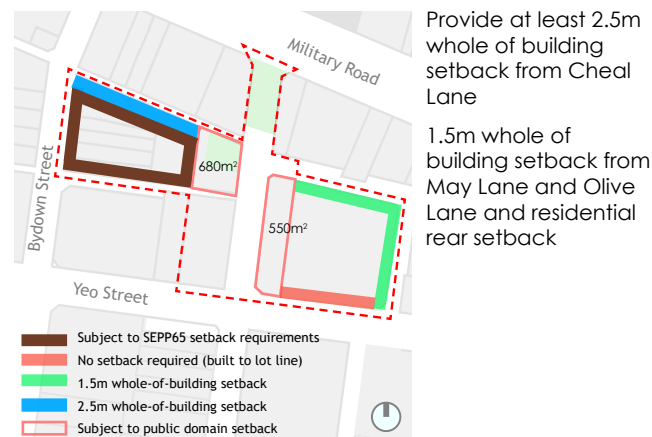 Military Road
680m²
Bydown Street
550m²
Yeo Street
Subject to SEPP65 setback requirements
No setback required (built to lot line)
1.5m whole-of-building setback
2.5m whole-of-building setback
Subject to public domain setback
Provide at least 2.5m
whole of building
setback from Cheal
Lane
1.5m whole of
building setback from
May Lane and Olive
Lane and residential
rear setback